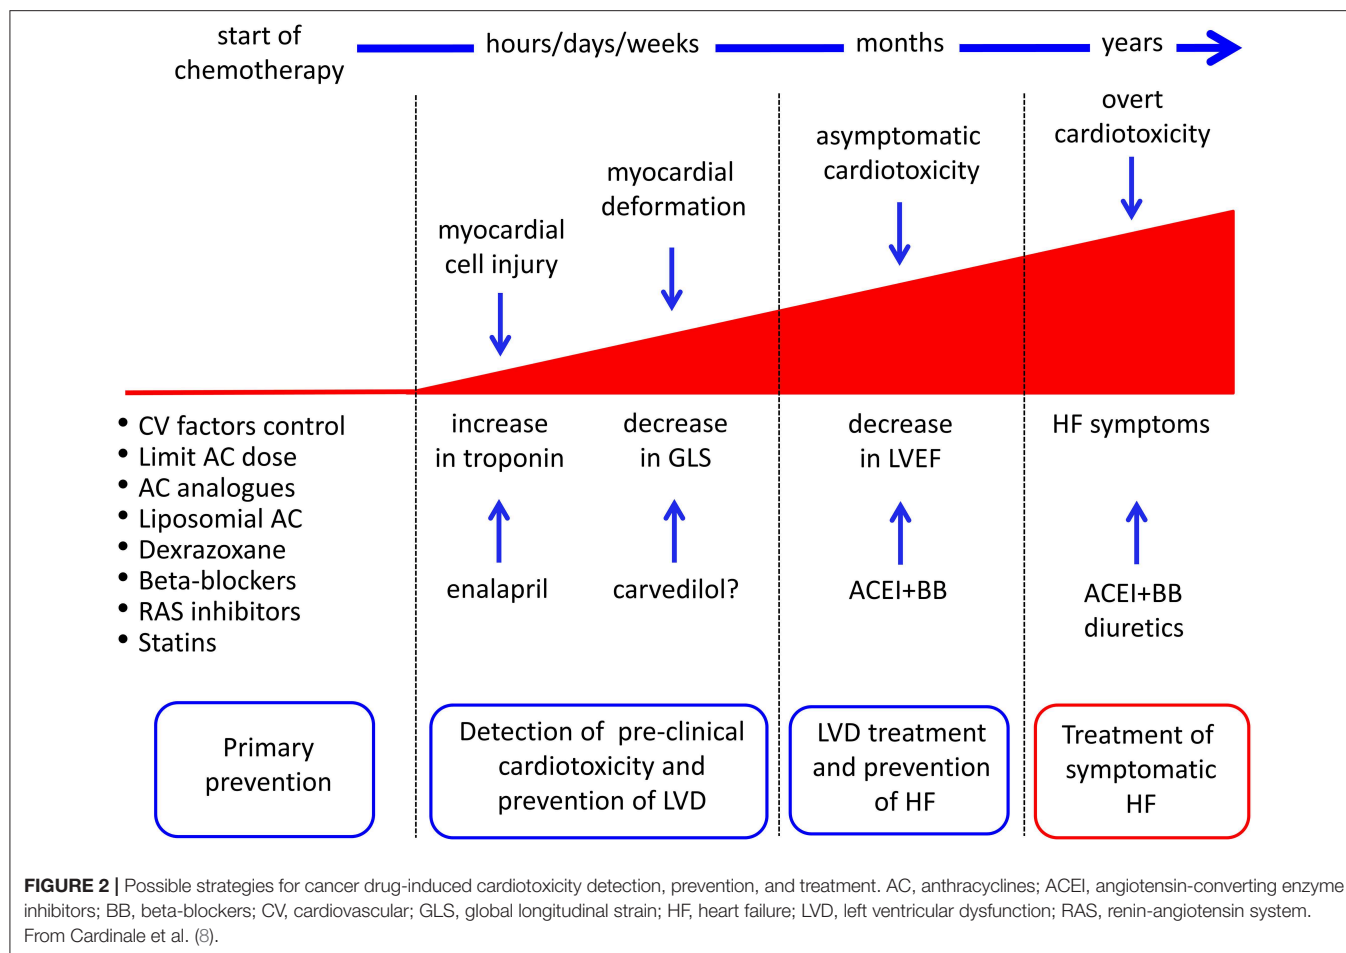 start of
chemotherapy
hours/days/weeks
months
years
overt
cardiotoxicity
asymptomatic
cardiotoxicity
myocardial
deformation
myocardial
cell injury
• CV factors control
• Limit AC dose
• AC analogues
• Liposomial AC
• Dexrazoxane
• Beta-blockers
• RAS inhibitors
• Statins
increase
in troponin
decrease
in GLS
decrease
in LVEF
HF symptoms
enalapril
carvedilol?
ACEI+BB
ACEI+BB
diuretics
Primary
prevention
Detection of pre-clinical
cardiotoxicity and
prevention of LVD
LVD treatment
and prevention
of HF
Treatment of
symptomatic
HF
FIGURE 2 | Possible strategies for cancer drug-induced cardiotoxicity detection, prevention, and treatment. AC, anthracyclines; ACEI, angiotensin-converting enzyme
inhibitors; BB, beta-blockers; CV, cardiovascular; GLS, global longitudinal strain; HF, heart failure; LVD, left ventricular dysfunction; RAS, renin-angiotensin system.
From Cardinale et al. (8).